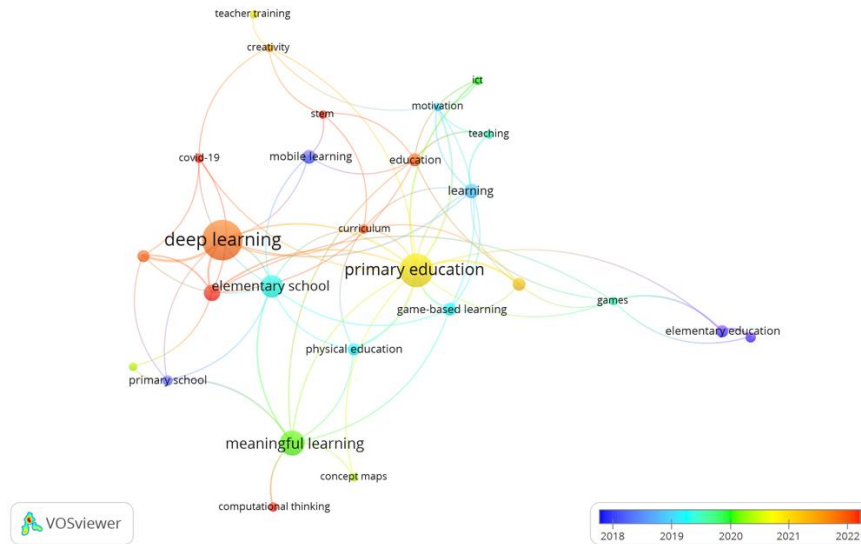 teacher training
creativity
ict
motivation
stem
teaching
covid-19
mobile learning
education
learning
curriculum
deep learning
primary education
elementary school
games
game-based learning
elementary education
physical education
primary school
meaningful learning
concept maps
computational thinking
VOSviewer
2018 2019 2020 2021 2022